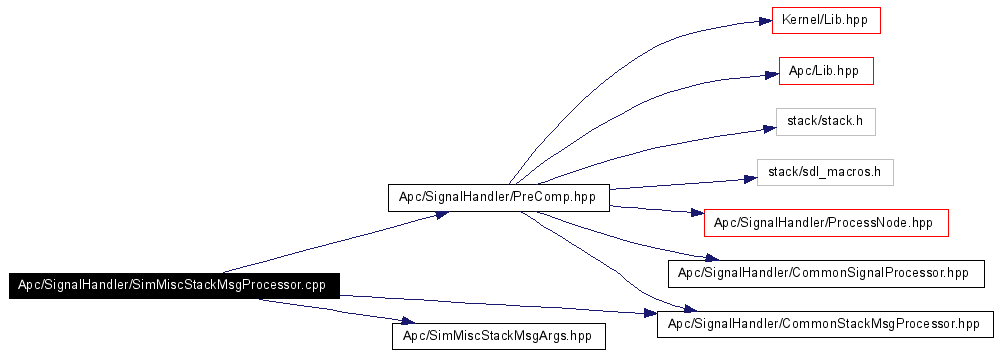 Kernel/Lib.hpp
Apc/Lib.hpp
stack/stack.h
stack/sdl_macros.h
Apc/SignalHandler/PreComp.hpp
Apc/SignalHandler/ProcessNode.hpp
Apc/SignalHandler/CommonSignalProcessor.hpp
Apc/SignalHandler/SimMiscStackMsgProcessor.cpp
Apc/SignalHandler/CommonStackMsgProcessor.hpp
Apc/SimMiscStackMsgArgs.hpp